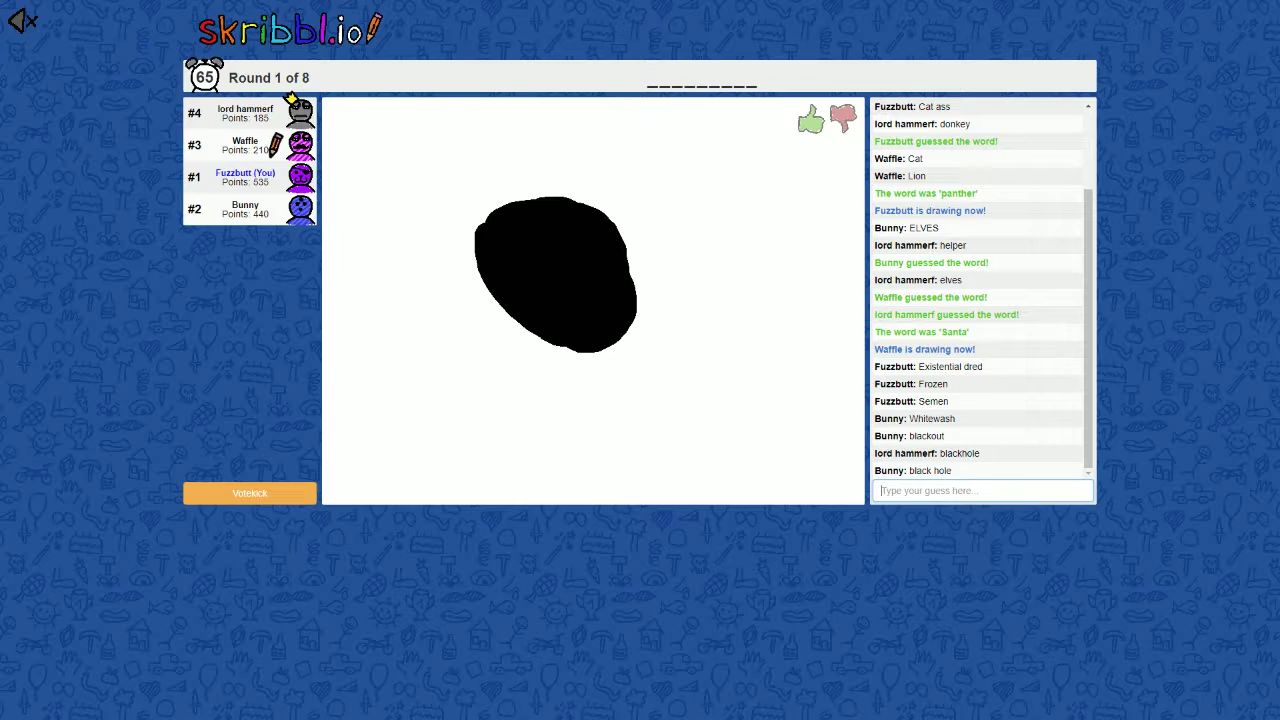 skribbl.io
65
Round 1 of 8
_________
#4
lord hammerf
Points: 185
#3
Waffle
Points: 210
#1
Fuzzbutt (You)
Points: 535
#2
Bunny
Points: 440
Votekick
Fuzzbutt: Cat ass
lord hammerf: donkey
Fuzzbutt guessed the word!
Waffle: Cat
Waffle: Lion
The word was 'panther'
Fuzzbutt is drawing now!
Bunny: ELVES
lord hammerf: helper
Bunny guessed the word!
lord hammerf: elves
Waffle guessed the word!
lord hammerf guessed the word!
The word was 'Santa'
Waffle is drawing now!
Fuzzbutt: Existential dred
Fuzzbutt: Frozen
Fuzzbutt: Semen
Bunny: Whitewash
Bunny: blackout
lord hammerf: blackhole
Bunny: black hole
Type your guess here...